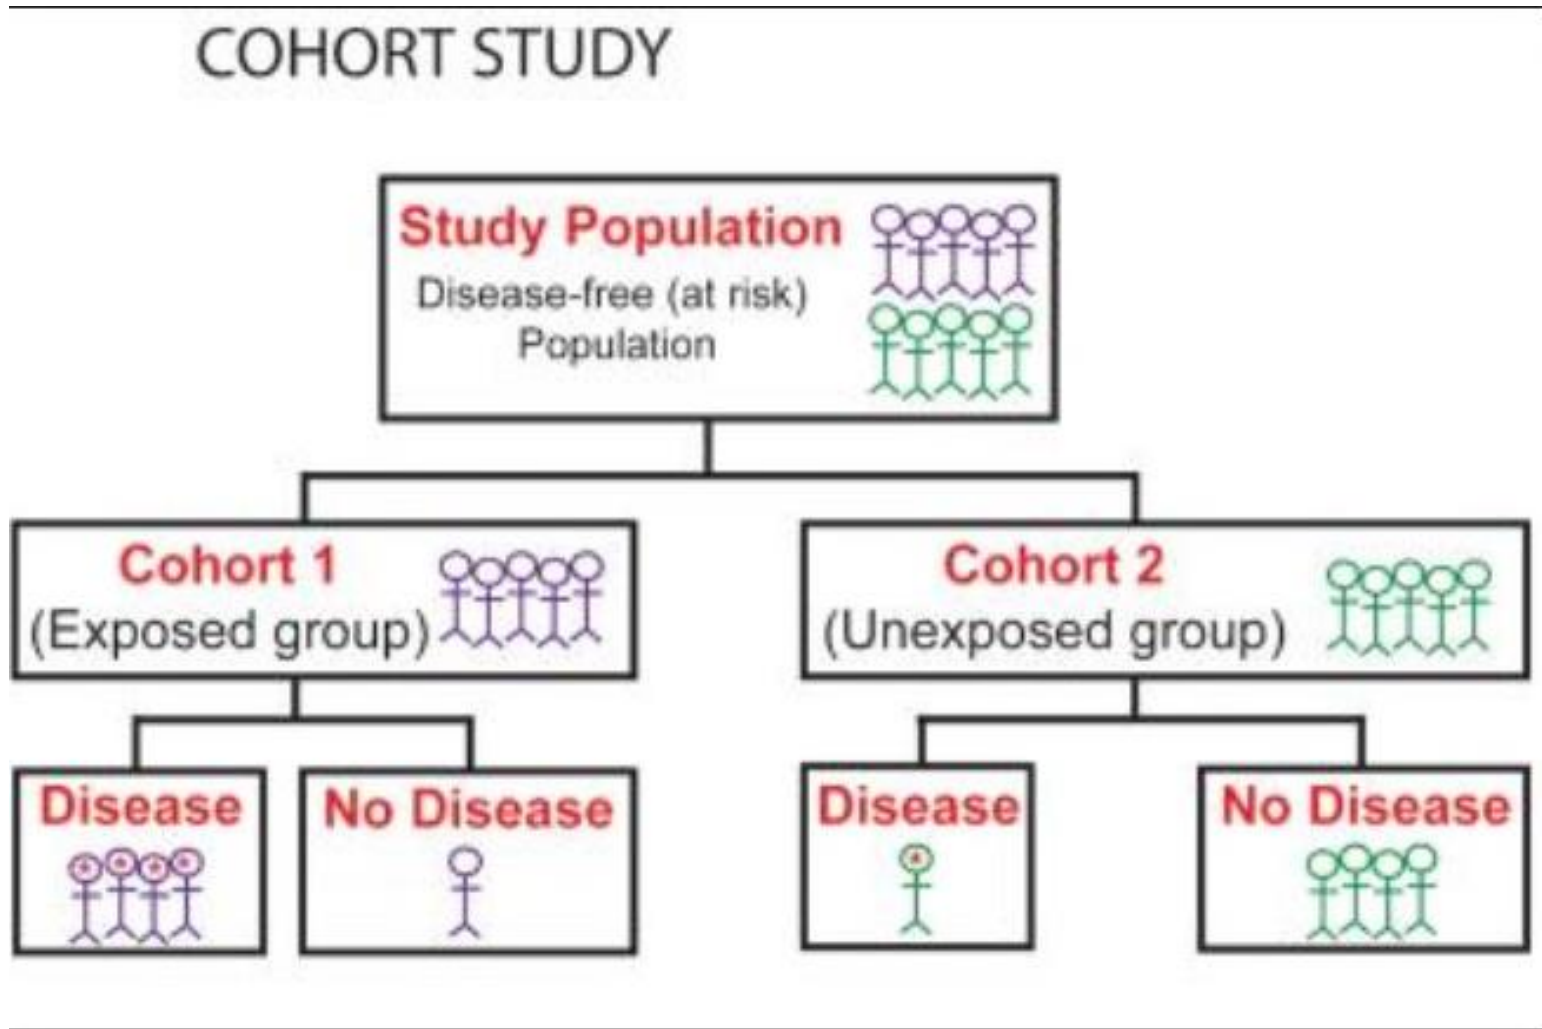 COHORT STUDY
Study Population
Disease-free (at risk)
Population
Cohort 1
(Exposed group)
Cohort 2
(Unexposed group)
Disease
No Disease
Disease
No Disease